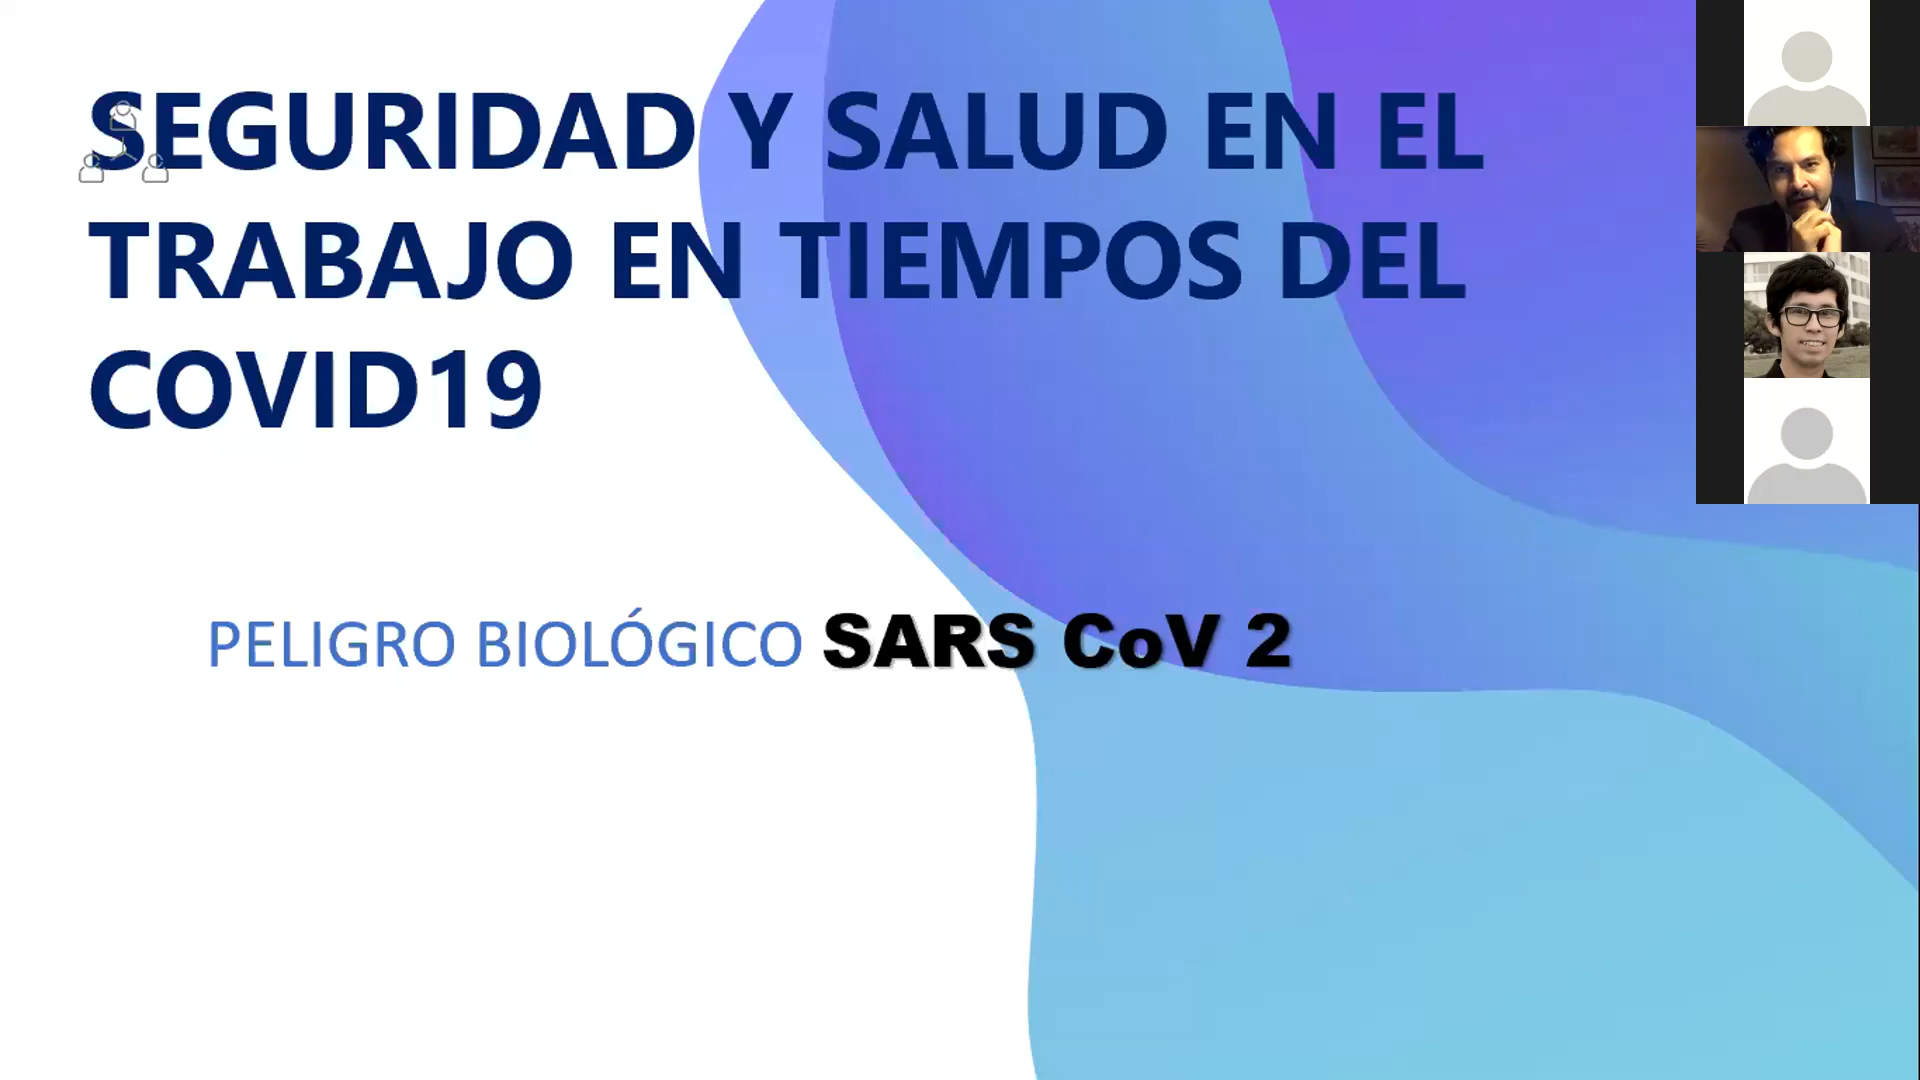 SEGURIDAD Y SALUD EN EL
TRABAJO EN TIEMPOS DEL
COVID19
PELIGRO BIOLÓGICO SARS CoV 2